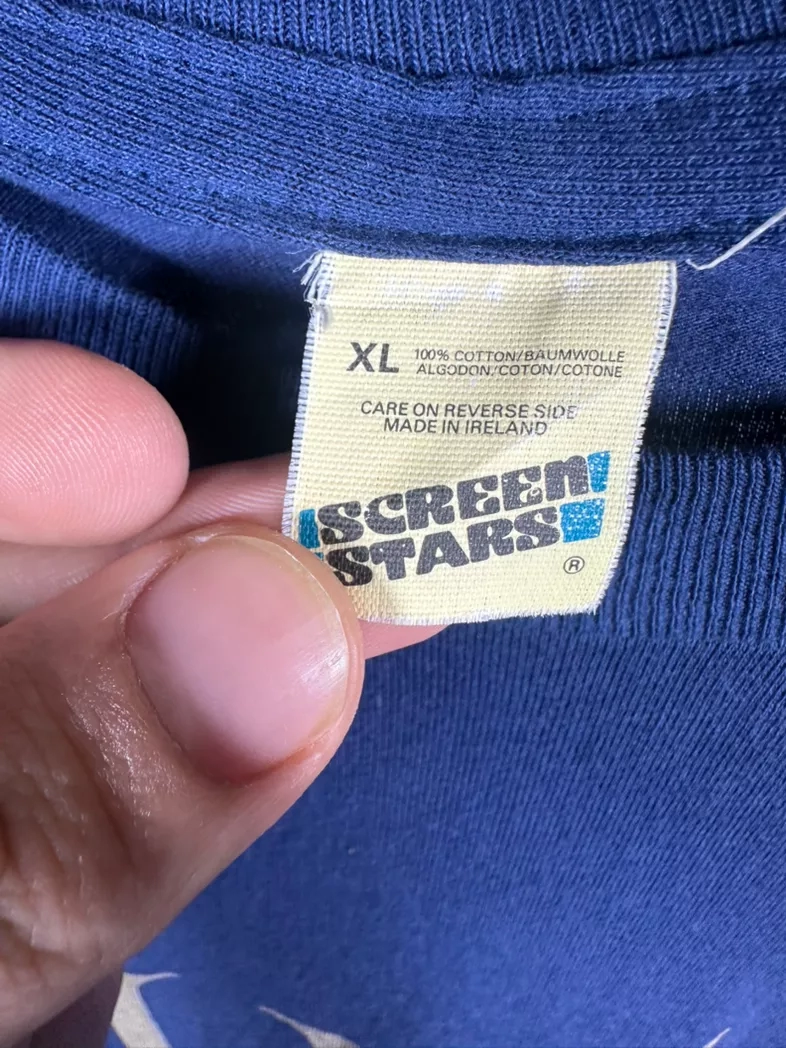 XL 100% COTTON/BAUMWOLLE
ALGODON/COTON/COTONE
CARE ON REVERSE SIDE
MADE IN IRELAND
SCREEN
STARS
®